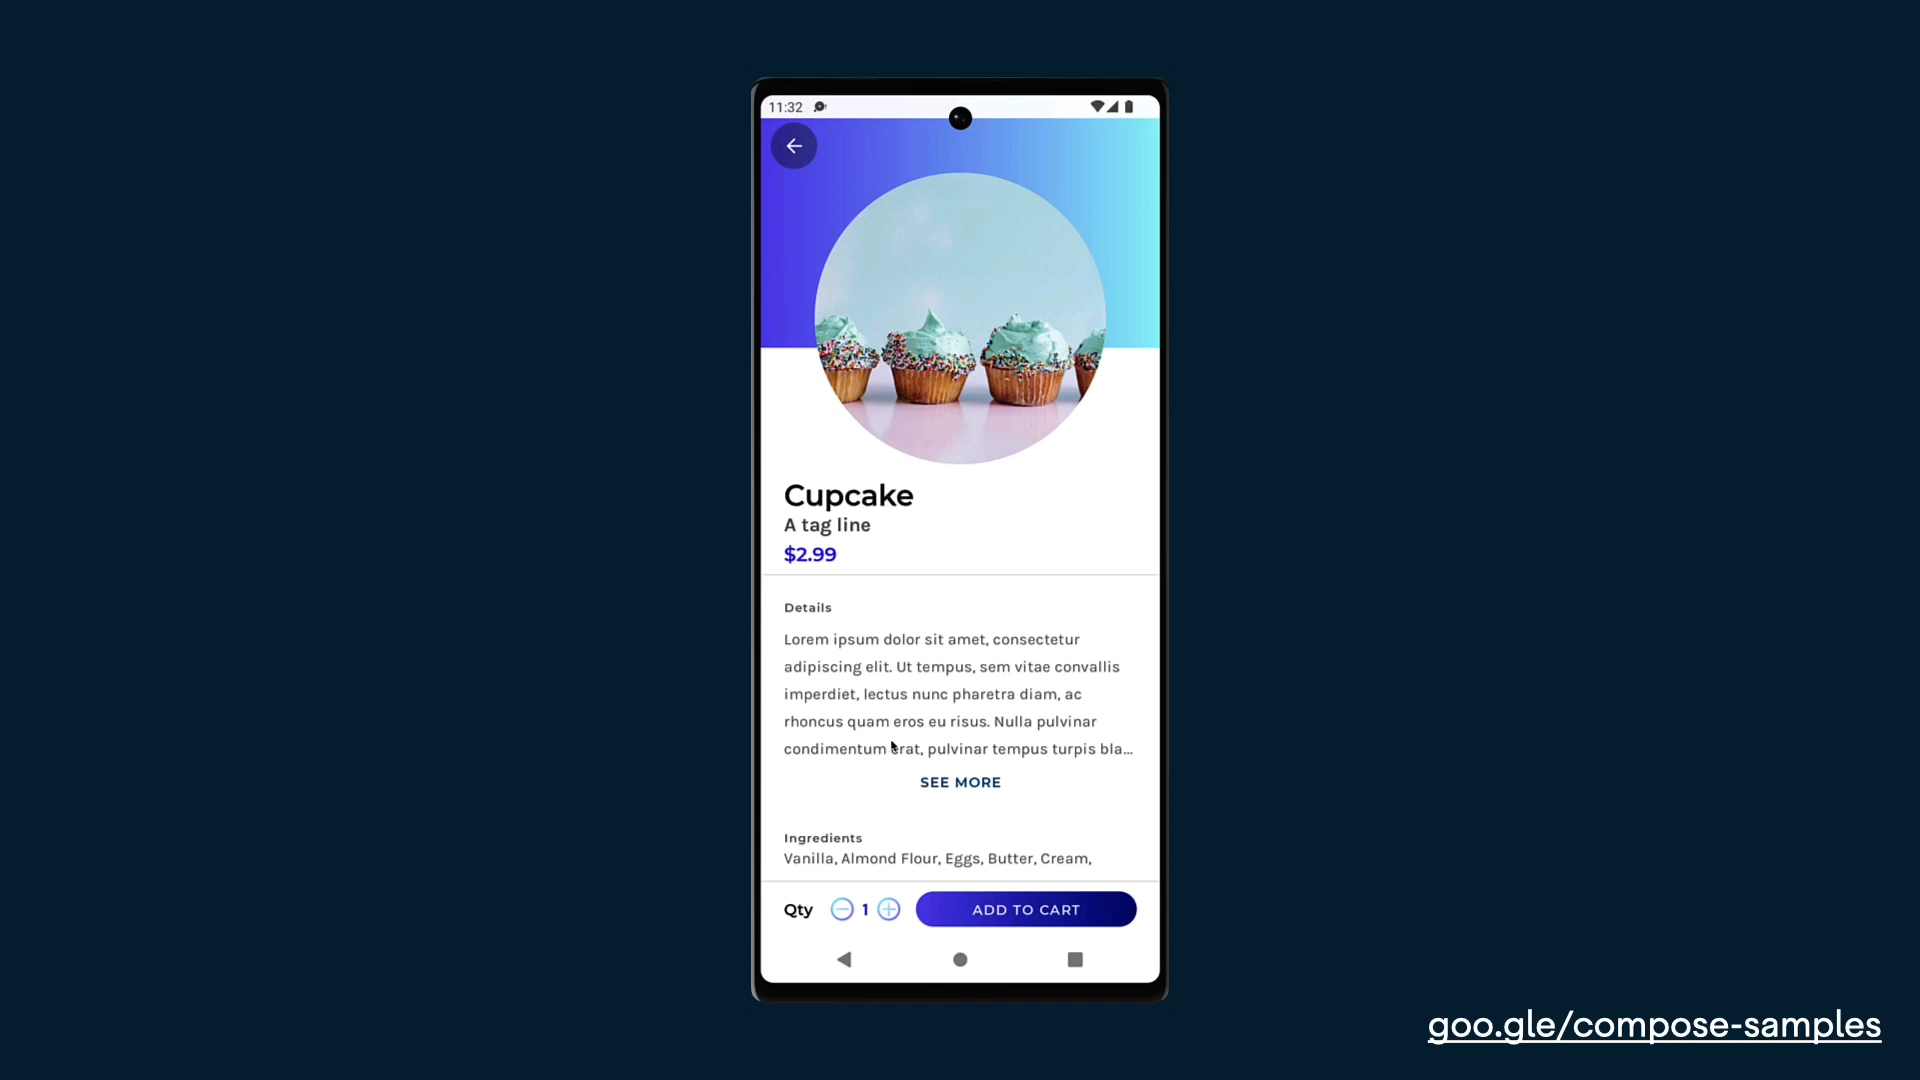 11:32
Cupcake
A tag line
$2.99
Details
Lorem ipsum dolor sit amet, consectetur
adipiscing elit. Ut tempus, sem vitae convallis
imperdiet, lectus nunc pharetra diam, ac
rhoncus quam eros eu risus. Nulla pulvinar
condimentum erat, pulvinar tempus turpis bla...
SEE MORE
Ingredients
Vanilla, Almond Flour, Eggs, Butter, Cream,
Qty 1 ADD TO CART
goo.gle/compose-samples